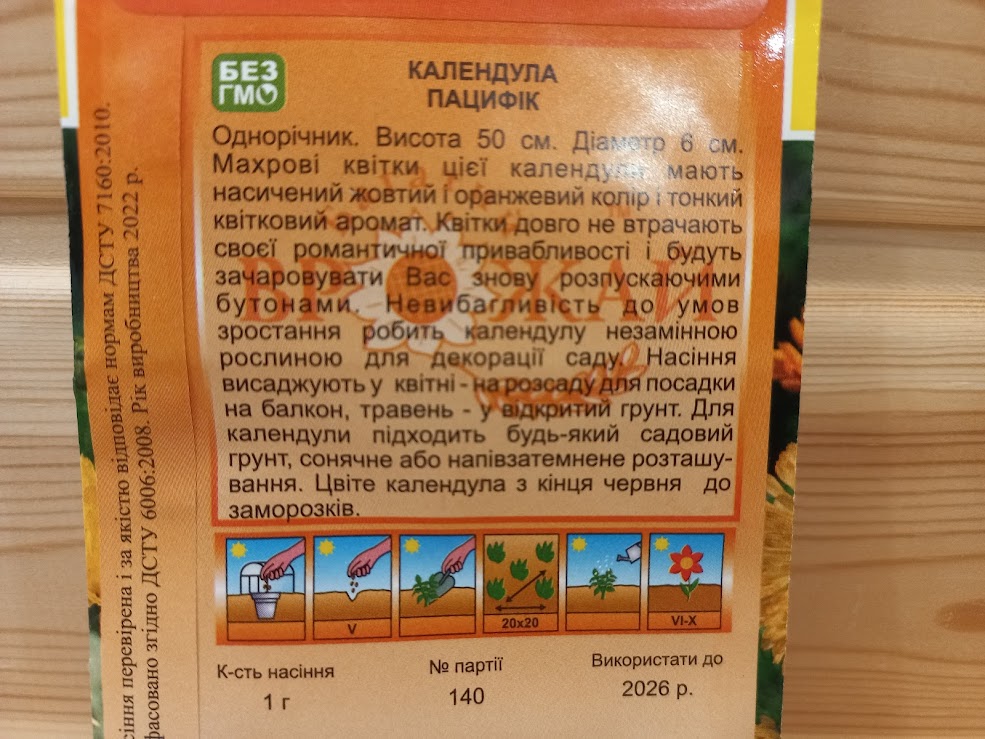 БЕЗ
ГМО
КАЛЕНДУЛА
ПАЦИФІК
Однорічник. Висота 50 см. Діаметр 6 см.
Махрові квітки цієї календули мають
насичений жовтий і оранжевий колір і тонкий
квітковий аромат. Квітки довго не втрачають
своєї романтичної привабливості і будуть
зачаровувати Вас знову розпускаючими
бутонами. Невибагливість до умов
зростання робить календулу незамінною
рослиною для декорації саду. Насіння
висаджують у квітні - на розсаду для посадки
на балкон, травень - у відкритий грунт. Для
календули підходить будь-який садовий
грунт, сонячне або напівзатемнене розташу-
вання. Цвіте календула з кінця червня до
заморозків.
V
20х20
VI-X
К-сть насіння
1 г
№ партії
140
Використати до
2026 р.
сіння перевірена і за якістю відповідає нормам ДСТУ 7160:2010.
фасовано згідно ДСТУ 6006:2008. Рік виробництва 2022 р.
ВРОЖАЙ